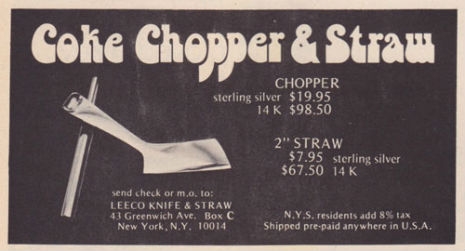 Coke Chopper & Straw
CHOPPER
sterling silver $19.95
14 K $98.50
2" STRAW
$7.95 sterling silver
$67.50 14 K
send check or m.o. to:
LEECO KNIFE & STRAW
43 Greenwich Ave. Box C
New York, N.Y. 10014
N.Y.S. residents add 8% tax
Shipped pre-paid anywhere in U.S.A.